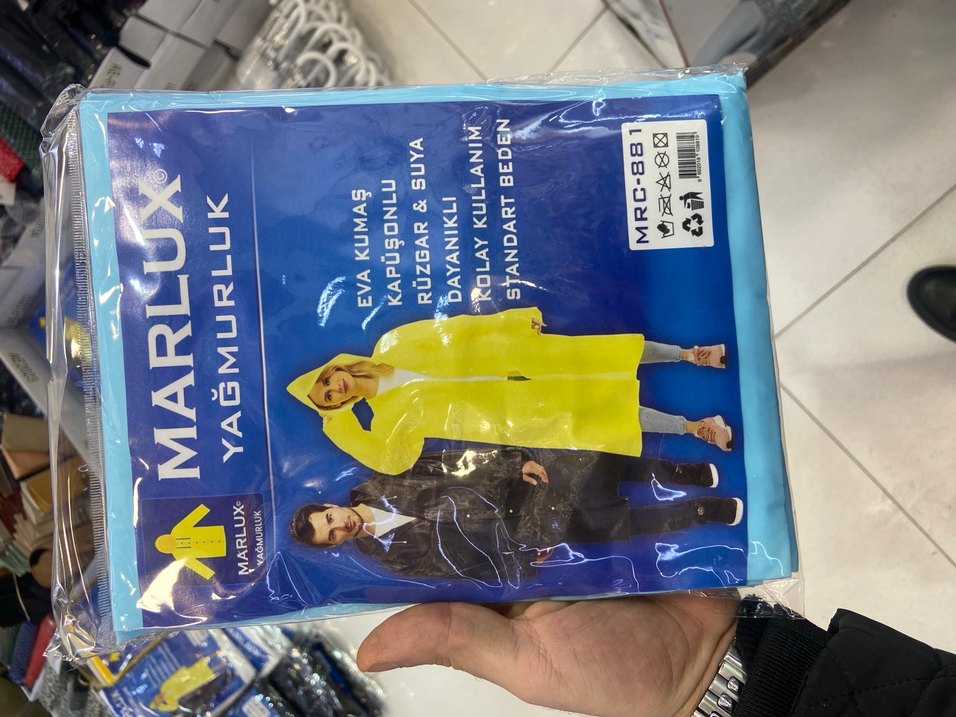 MARLUX©
YAĞMURLUK
EVA KUMAŞ
KAPÜŞONLU
RÜZGAR & SUYA
DAYANIKLI
KOLAY KULLANIM
STANDART BEDEN
MARLUX©
YAĞMURLUK
MRC-881